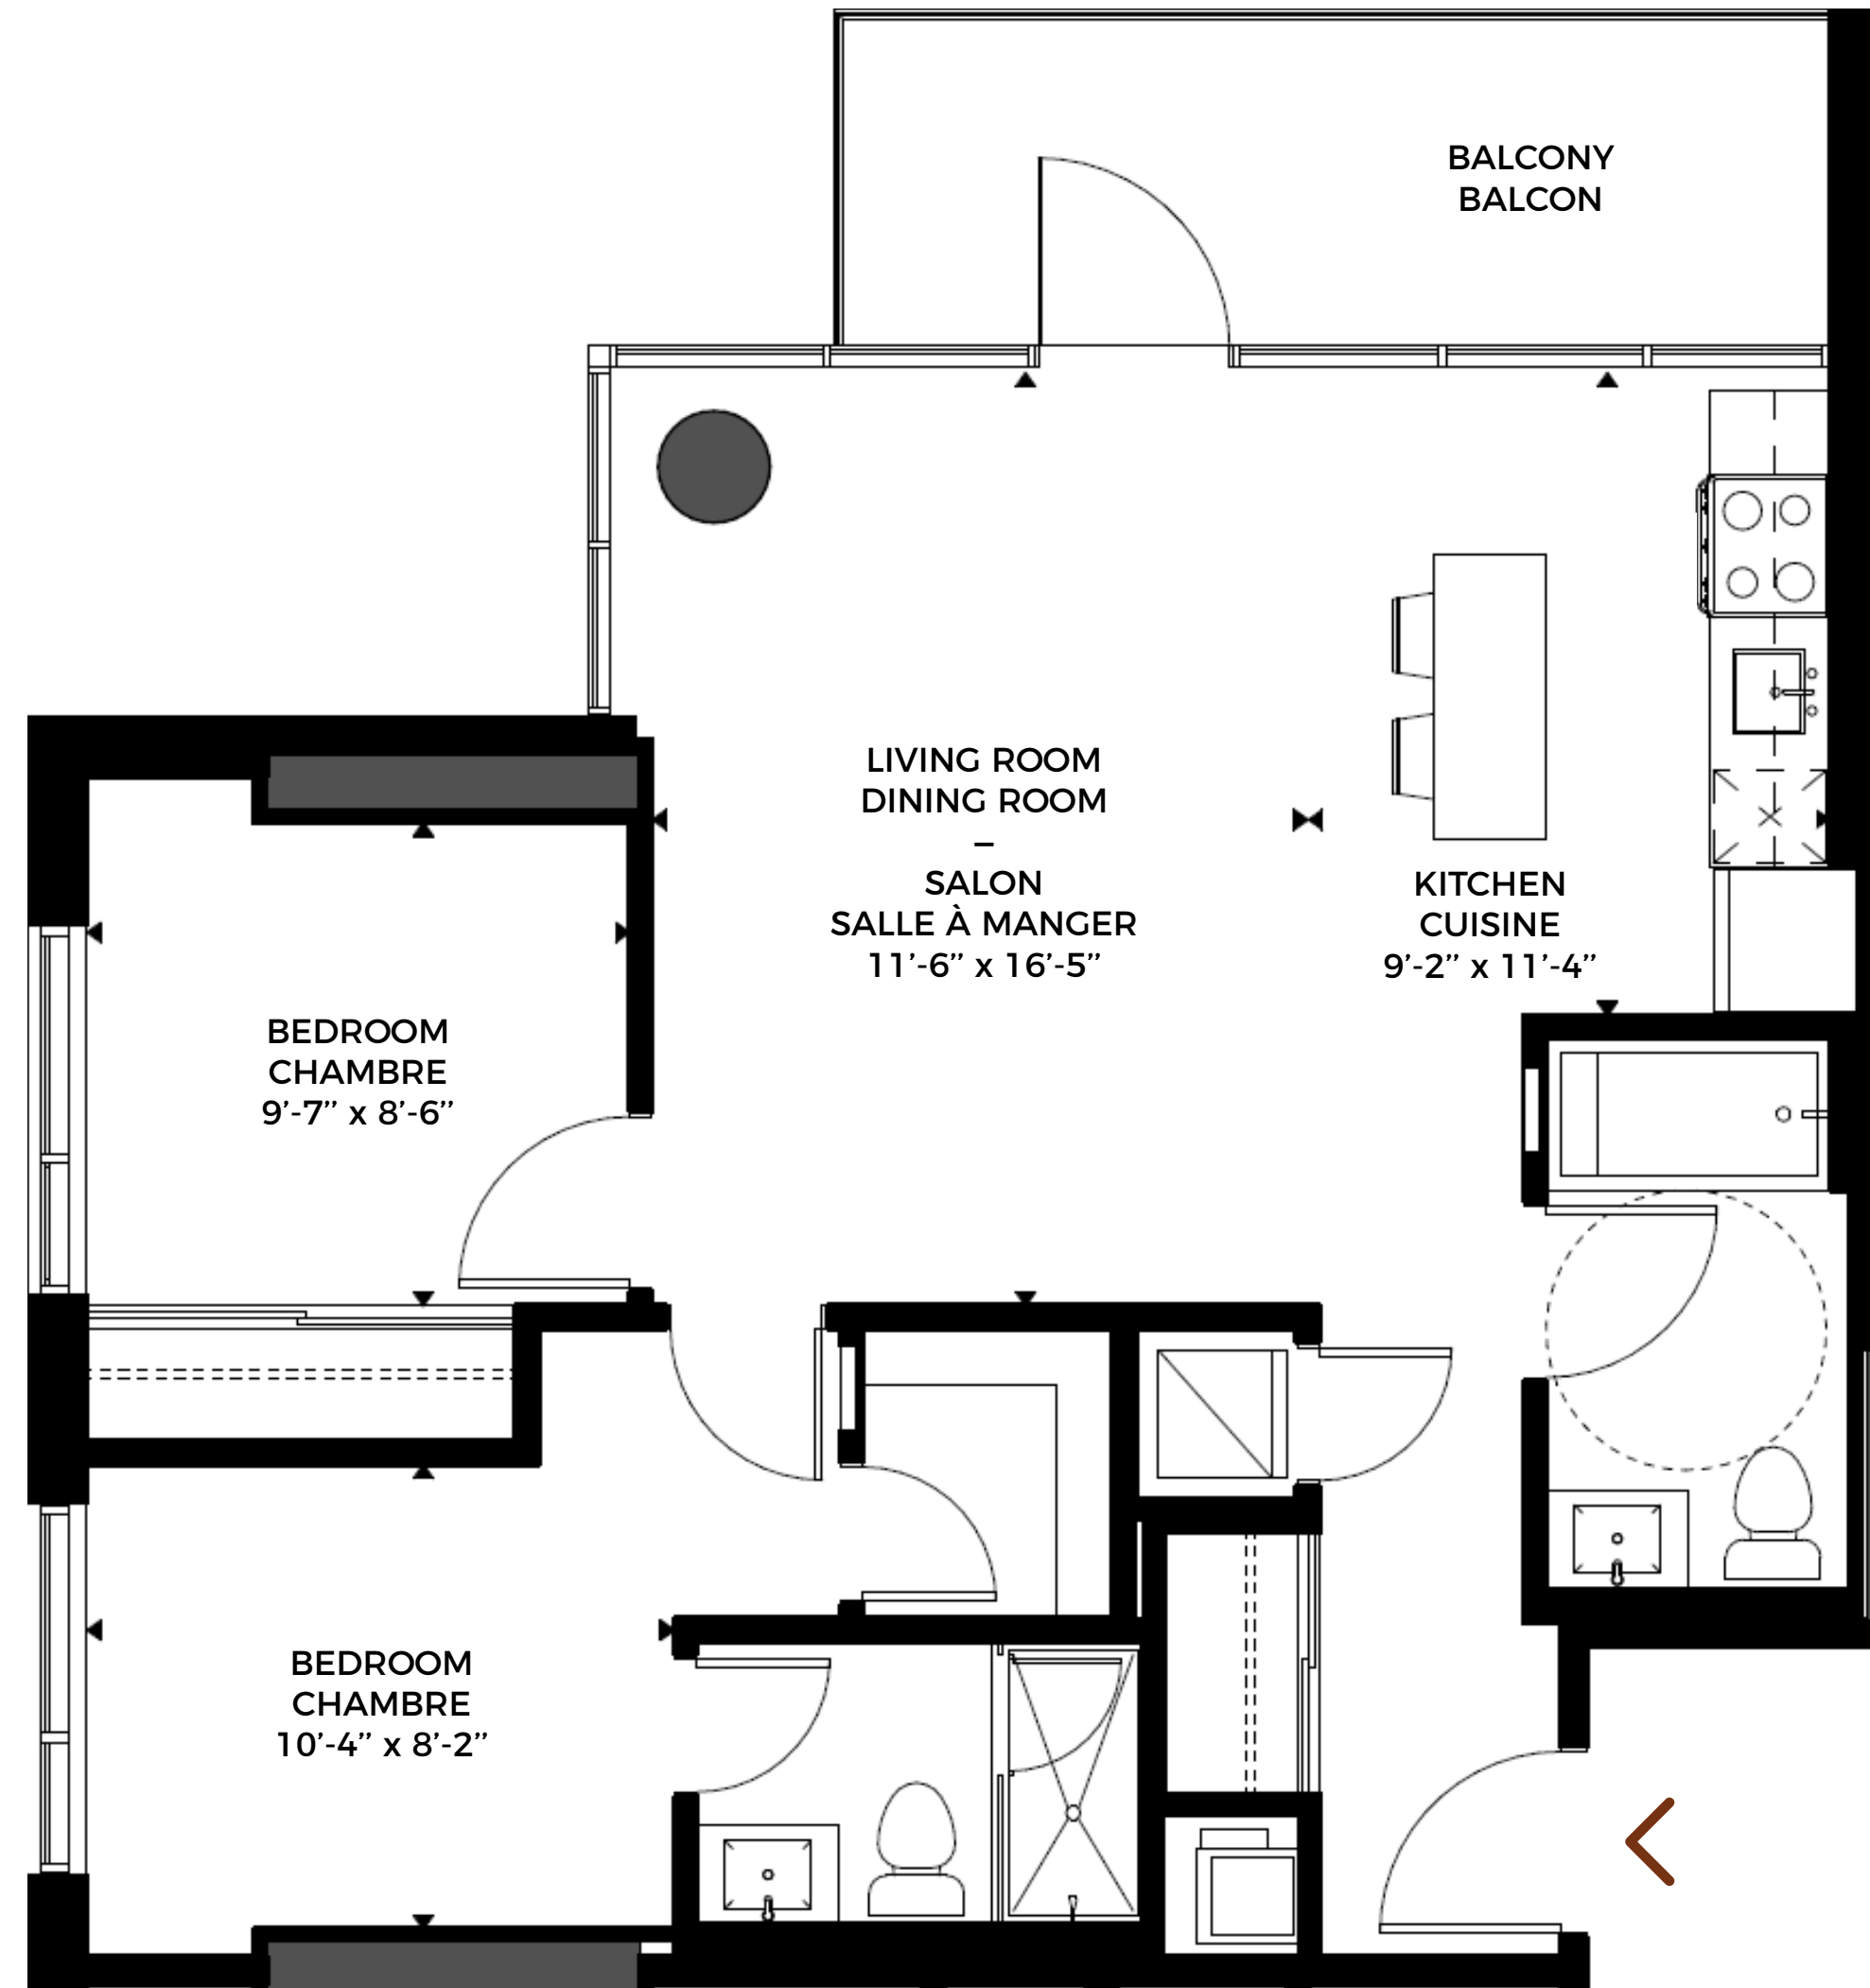 BALCONY
BALCON
LIVING ROOM
DINING ROOM
–
SALON
SALLE À MANGER
11’-6” x 16’-5”
KITCHEN
CUISINE
9’-2” x 11’-4”
BEDROOM
CHAMBRE
9’-7” x 8’-6”
BEDROOM
CHAMBRE
10’-4” x 8’-2”